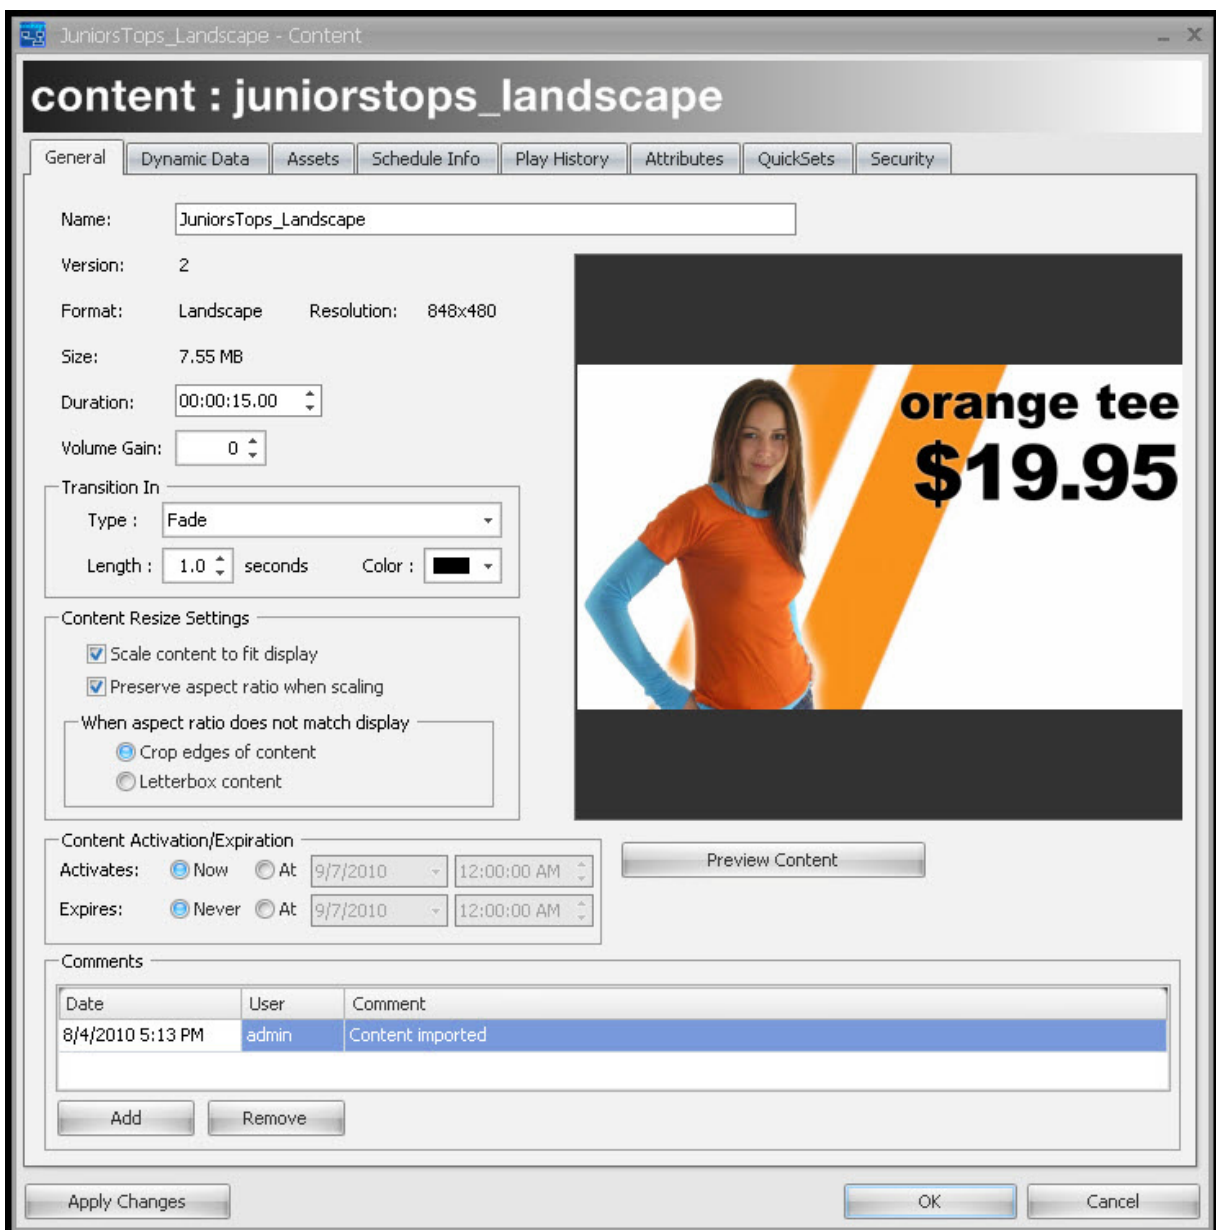 JuniorsTops_Landscape - Content
content : juniorstops_landscape
General Dynamic Data Assets Schedule Info Play History Attributes QuickSets Security
Name: JuniorsTops_Landscape
Version: 2
Format: Landscape Resolution: 848x480
Size: 7.55 MB
Duration: 00:00:15.00
Volume Gain: 0
orange tee
$19.95
Transition In
Type : Fade
Length : 1.0 seconds Color :
Content Resize Settings
Scale content to fit display
Preserve aspect ratio when scaling
When aspect ratio does not match display
Crop edges of content
Letterbox content
Content Activation/Expiration
Activates: Now At 9/7/2010 12:00:00 AM
Expires: Never At 9/7/2010 12:00:00 AM
Preview Content
Comments
Date User Comment
8/4/2010 5:13 PM admin Content imported
Add Remove
Apply Changes OK Cancel